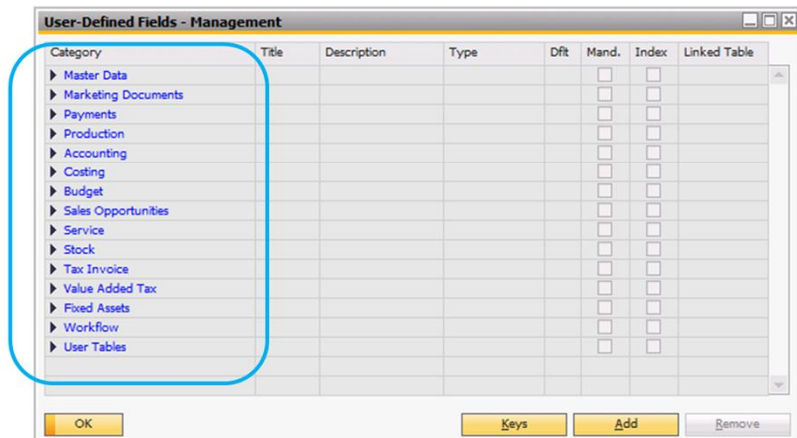 User-Defined Fields - Management
Category Title Description Type Dflt Mand. Index Linked Table
Master Data
Marketing Documents
Payments
Production
Accounting
Costing
Budget
Sales Opportunities
Service
Stock
Tax Invoice
Value Added Tax
Fixed Assets
Workflow
User Tables
OK Keys Add Remove